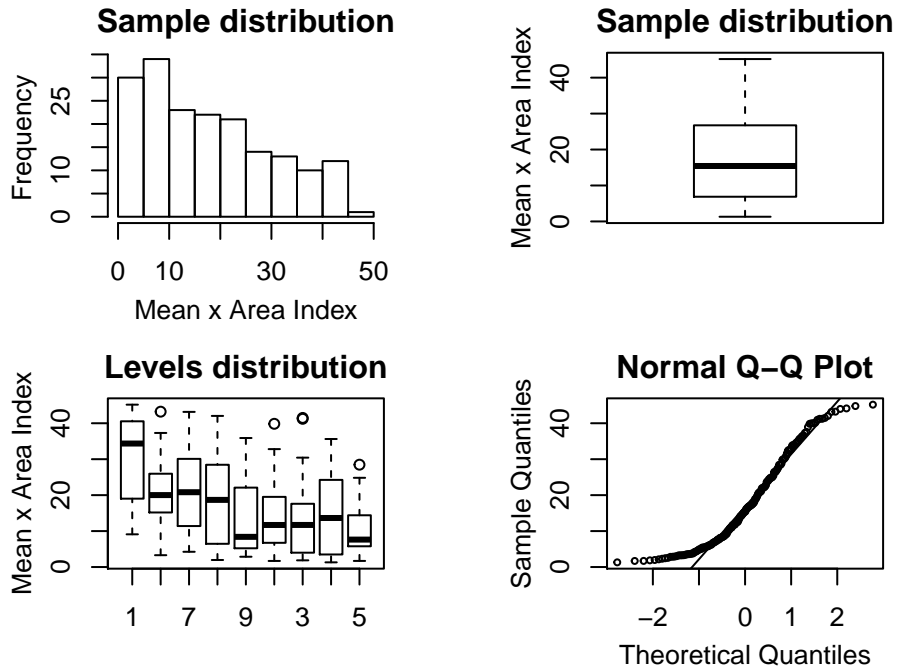 Sample distribution
Frequency
0 10 25
0 10 30 50
Mean x Area Index
Sample distribution
Mean x Area Index
0 20 40
Levels distribution
Mean x Area Index
0 20 40
1 7 9 3 5
Normal Q−Q Plot
Sample Quantiles
0 20 40
−2 0 1 2
Theoretical Quantiles